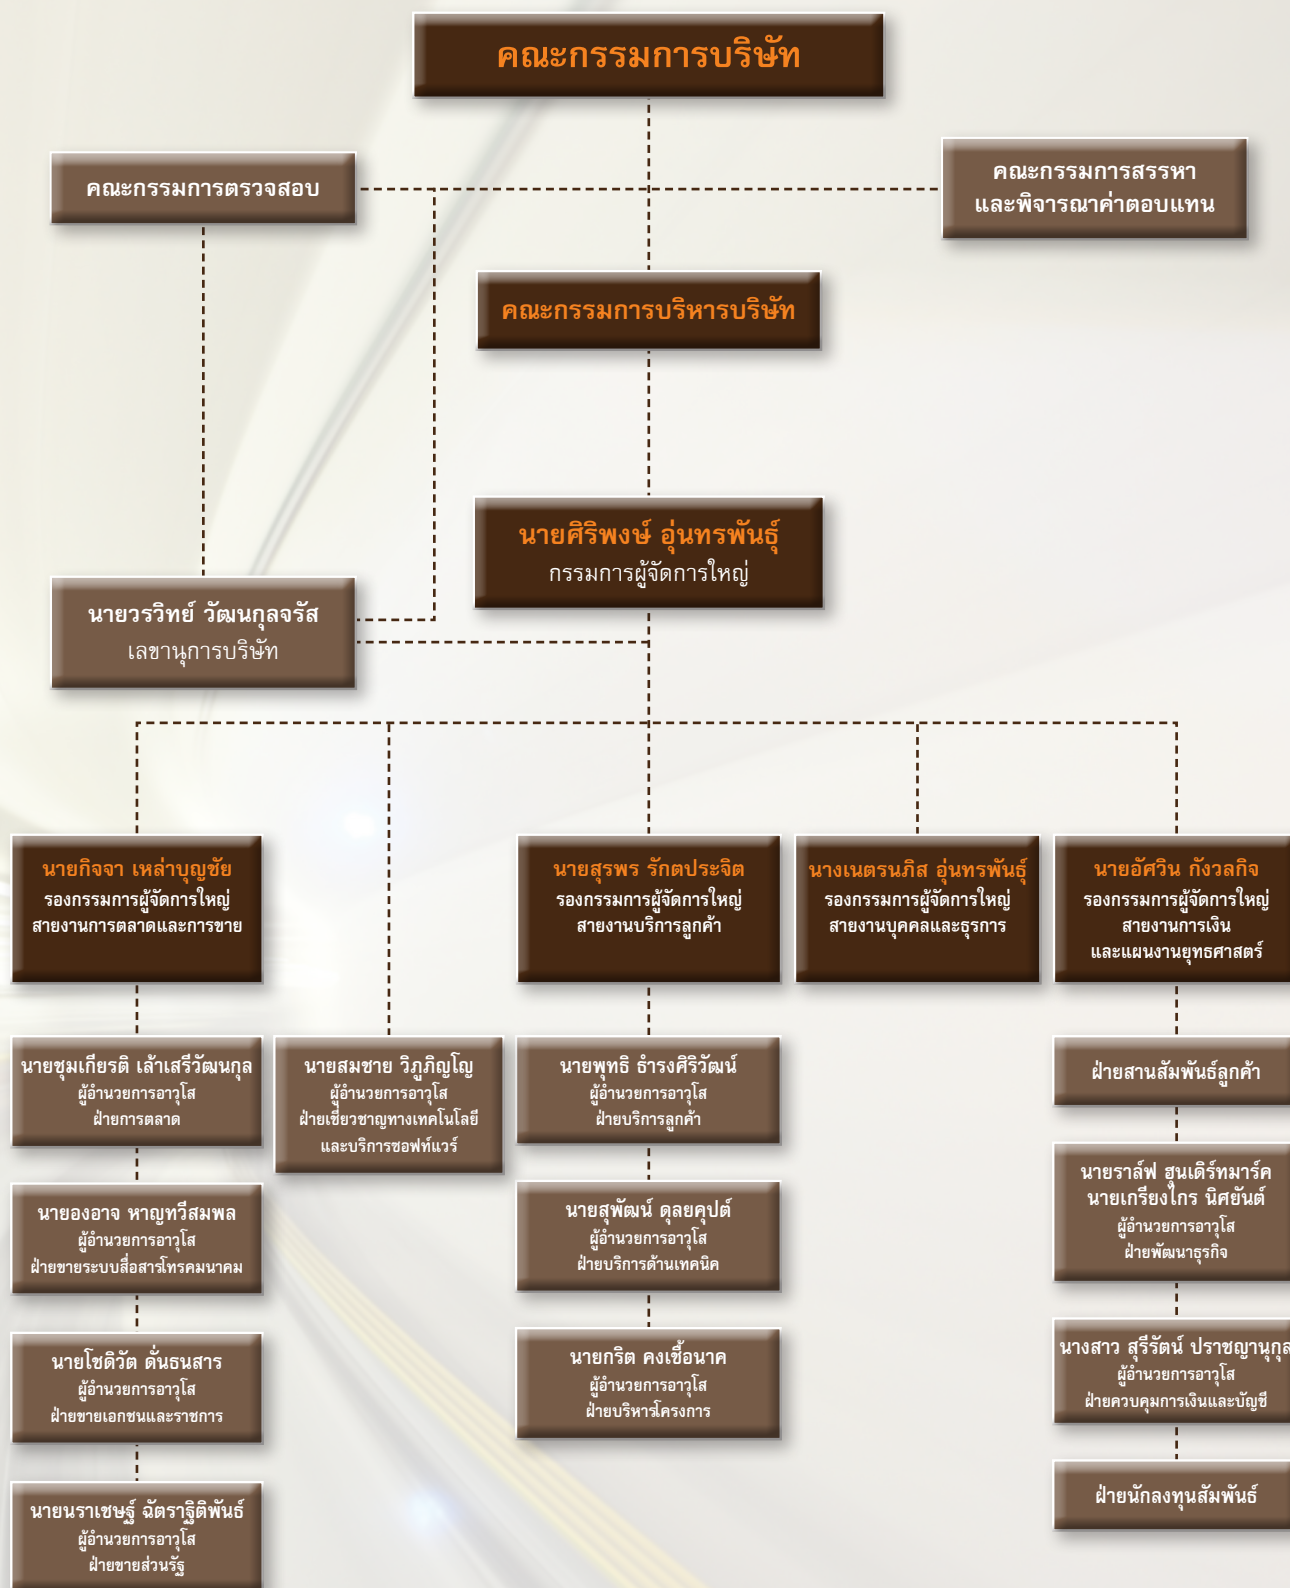 คณะกรรมการบริษัท
คณะกรรมการตรวจสอบ
คณะกรรมการสรรหา
และพิจารณาค่าตอบแทน
คณะกรรมการบริหารบริษัท
นายศิริพงษ์ อุ่นทรพันธุ์
กรรมการผู้จัดการใหญ่
นายวรวิทย์ วัฒนกุลจรัส
เลขานุการบริษัท
นายกิจจา เหล่าบุญชัย
รองกรรมการผู้จัดการใหญ่
สายงานการตลาดและการขาย
นายสุรพร รักตประจิต
รองกรรมการผู้จัดการใหญ่
สายงานบริการลูกค้า
นางเนตรนภิส อุ่นทรพันธุ์
รองกรรมการผู้จัดการใหญ่
สายงานบุคคลและธุรการ
นายอัศวิน กังวลกิจ
รองกรรมการผู้จัดการใหญ่
สายงานการเงิน
และแผนงานยุทธศาสตร์
นายชุมเกียรติ เล้าเสรีวัฒนกุล
ผู้อำนวยการอาวุโส
ฝ่ายการตลาด
นายสมชาย วิภูภิญโญ
ผู้อำนวยการอาวุโส
ฝ่ายเชี่ยวชาญทางเทคโนโลยี
และบริการซอฟท์แวร์
นายพุทธิ ธำรงศิริวัฒน์
ผู้อำนวยการอาวุโส
ฝ่ายบริการลูกค้า
ฝ่ายสานสัมพันธ์ลูกค้า
นายองอาจ หาญทวีสมพล
ผู้อำนวยการอาวุโส
ฝ่ายขายระบบสื่อสารโทรคมนาคม
นายสุพัฒน์ ดุลยคุปต์
ผู้อำนวยการอาวุโส
ฝ่ายบริการด้านเทคนิค
นายราล์ฟ ฮุนเดิร์ทมาร์ค
นายเกรียงไกร นิศยันต์
ผู้อำนวยการอาวุโส
ฝ่ายพัฒนาธุรกิจ
นายโชดิวัต ดั่นธนสาร
ผู้อำนวยการอาวุโส
ฝ่ายขายเอกชนและราชการ
นายกริต คงเชื้อนาค
ผู้อำนวยการอาวุโส
ฝ่ายบริหารโครงการ
นางสาว สุรีรัตน์ ปราชญานุกูล
ผู้อำนวยการอาวุโส
ฝ่ายควบคุมการเงินและบัญชี
นายนราเชษฐ์ ฉัตราฐิติพันธ์
ผู้อำนวยการอาวุโส
ฝ่ายขายส่วนรัฐ
ฝ่ายนักลงทุนสัมพันธ์